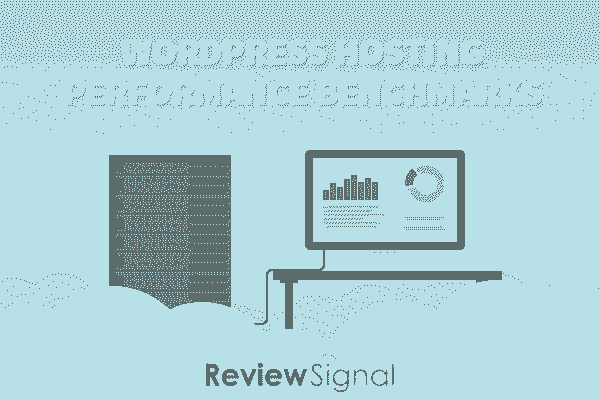 WORDPRESS HOSTING
PERFORMANCE BENCHMARKS
ReviewSignal